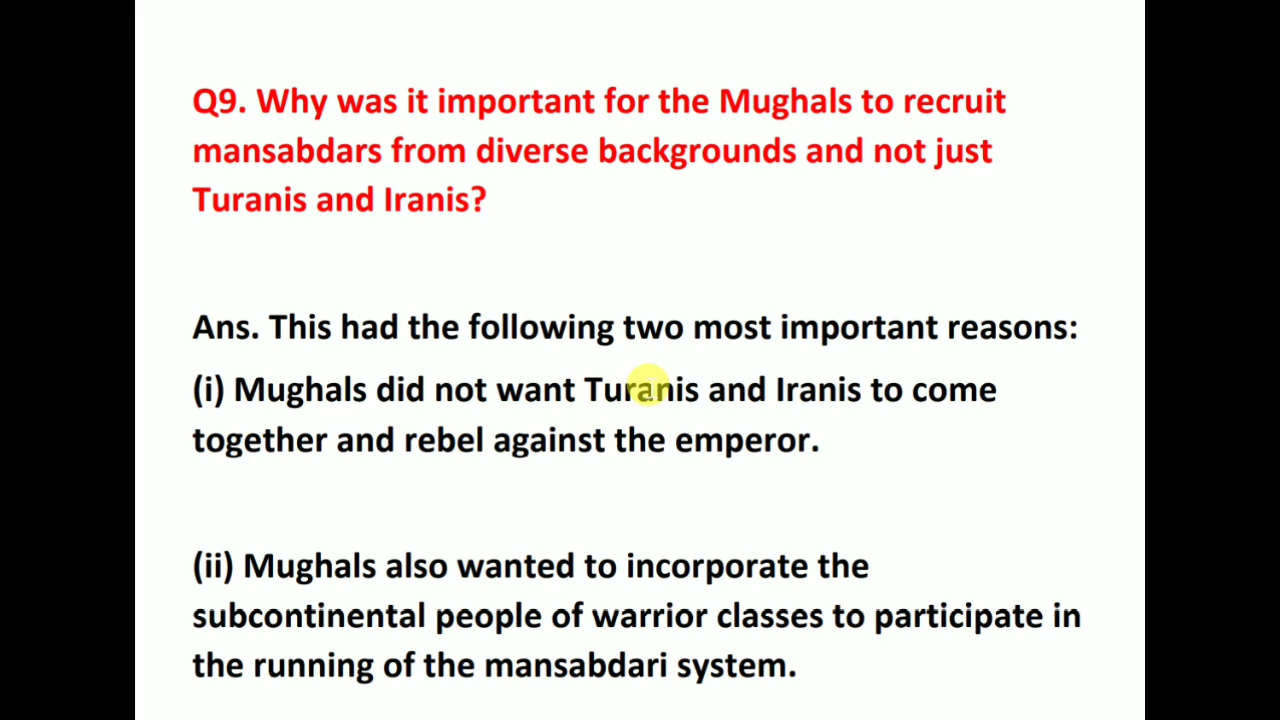 Q9. Why was it important for the Mughals to recruit
mansabdars from diverse backgrounds and not just
Turanis and Iranis?
Ans. This had the following two most important reasons:
(i) Mughals did not want Turanis and Iranis to come
together and rebel against the emperor.
(ii) Mughals also wanted to incorporate the
subcontinental people of warrior classes to participate in
the running of the mansabdari system.